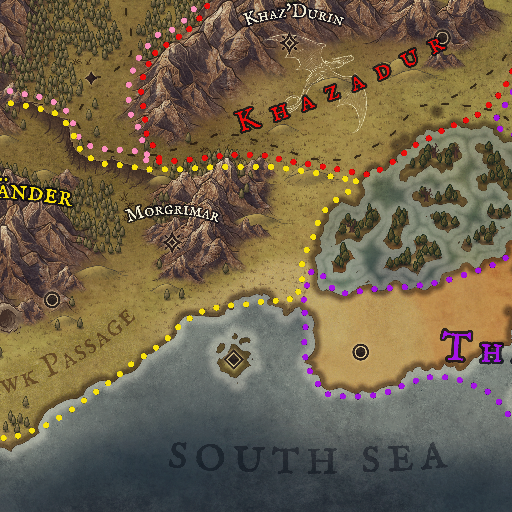 Khaz'Durin
Khazadur
änder
Morgrimar
wk Passage
Th
South Sea